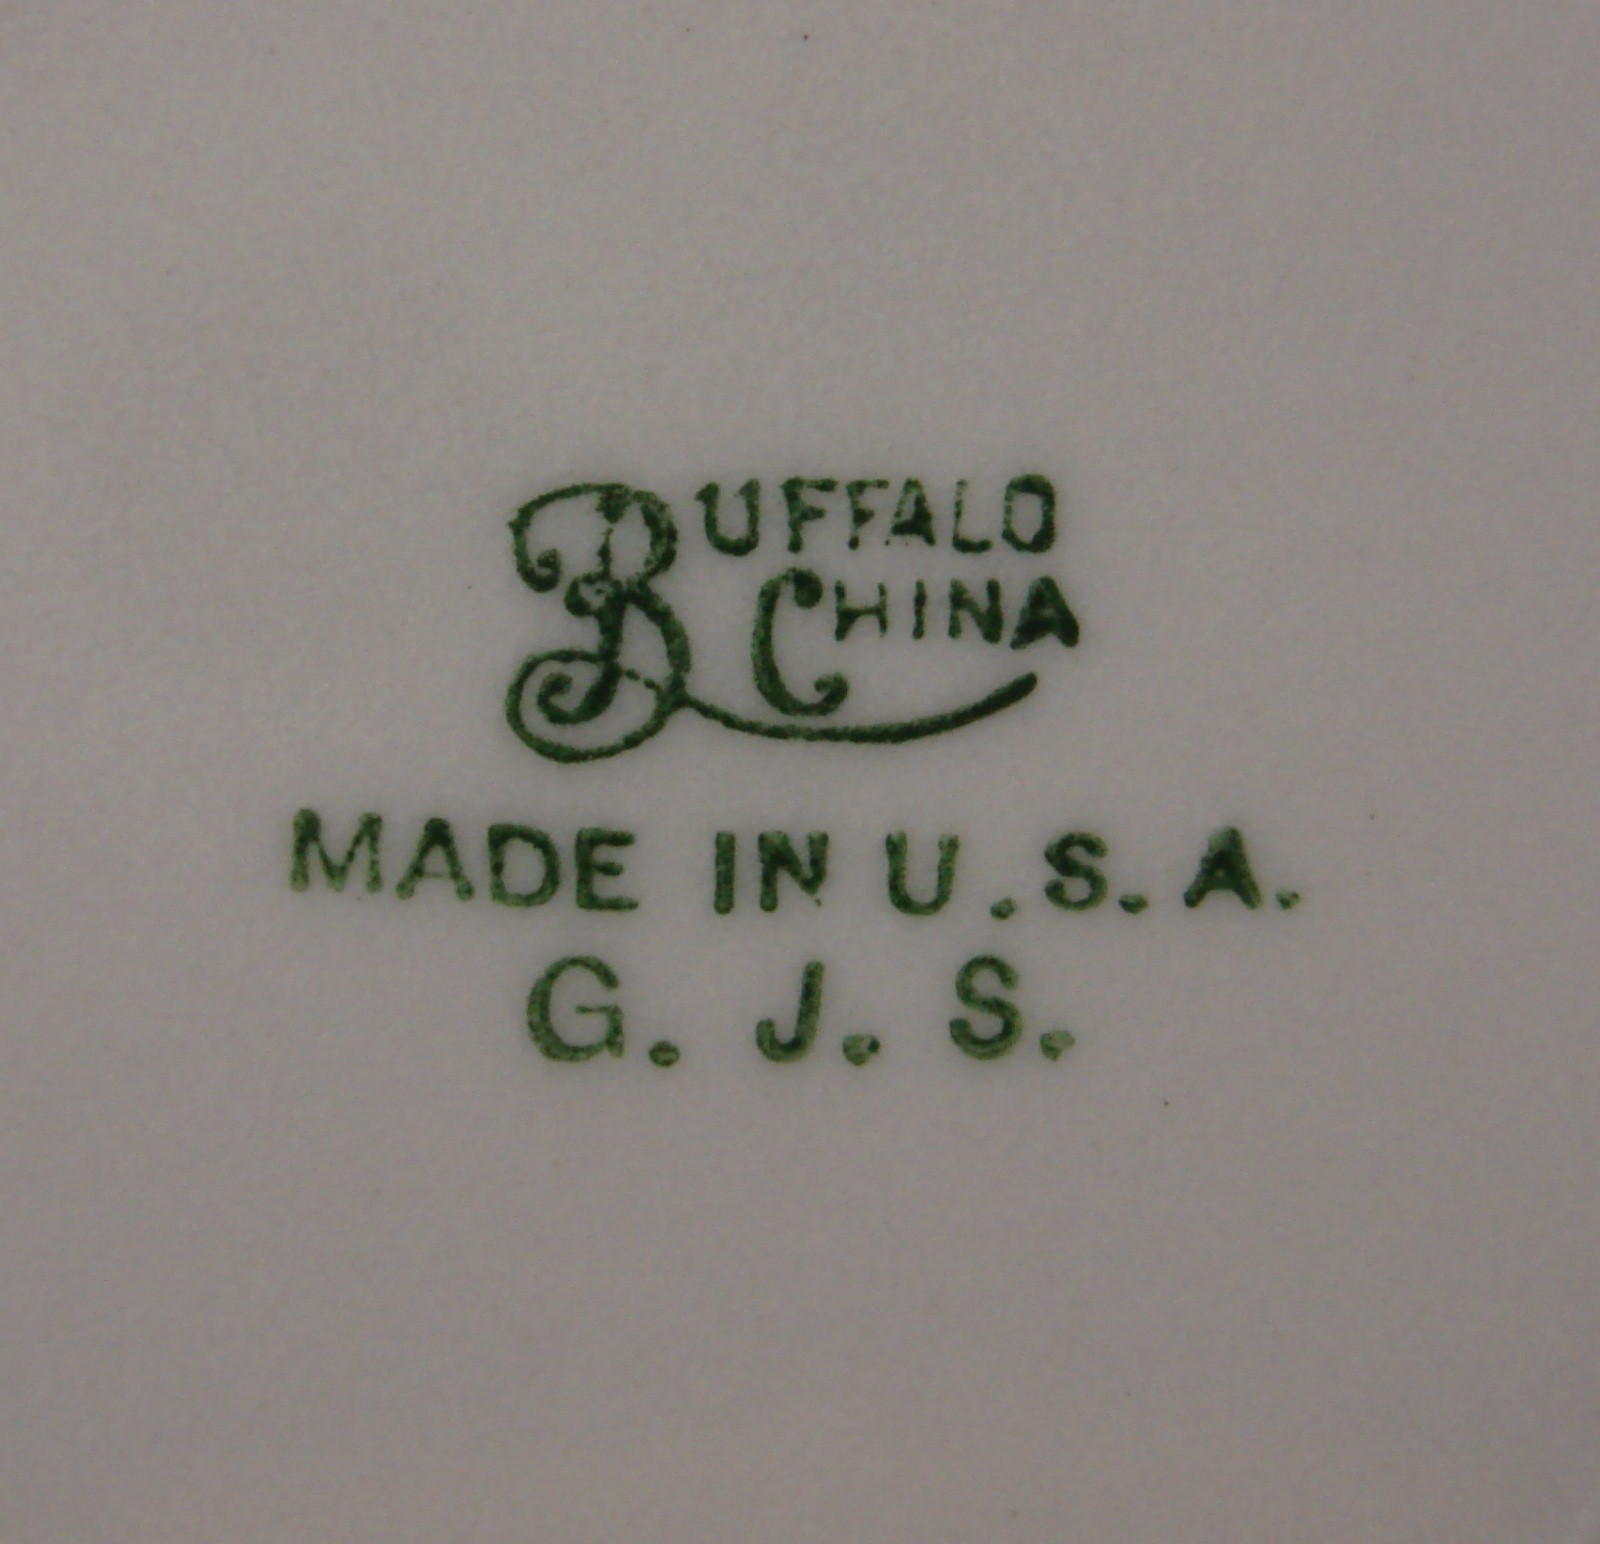 BUFFALO
CHINA
MADE IN U.S.A.
G. J. S.